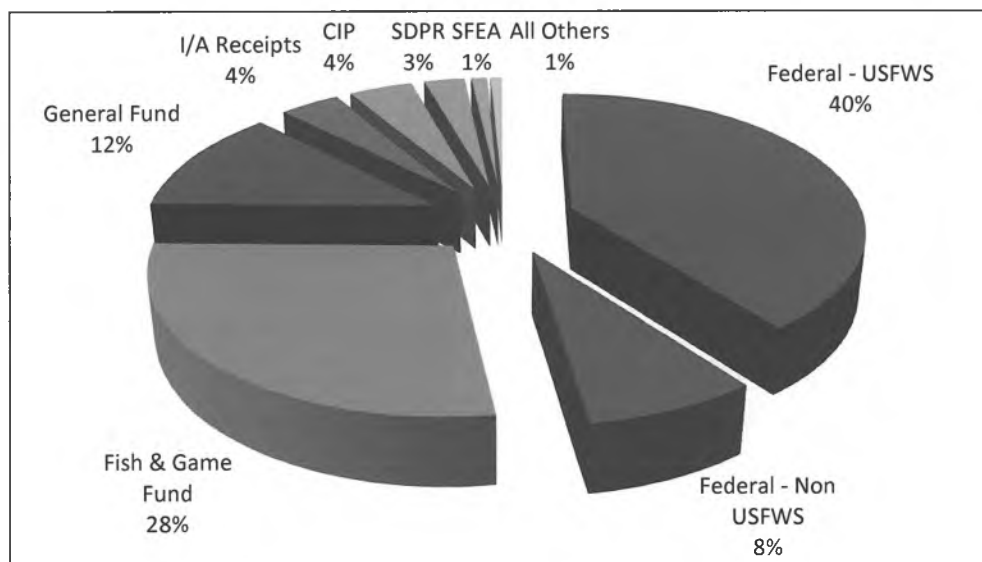 I/A Receipts
4%
CIP
4%
SDPR
3%
SFEA
1%
All Others
1%
Federal - USFWS
40%
General Fund
12%
Fish & Game
Fund
28%
Federal - Non
USFWS
8%